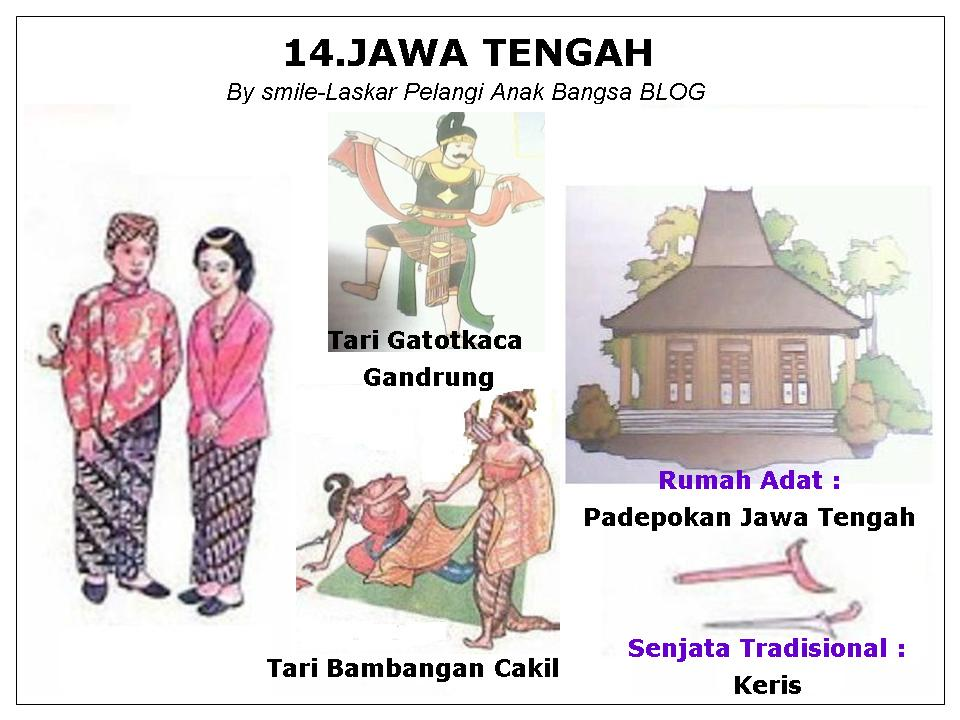 14.JAWA TENGAH
By smile-Laskar Pelangi Anak Bangsa BLOG
Tari Gatotkaca
Gandrung
Rumah Adat :
Padepokan Jawa Tengah
Senjata Tradisional :
Keris
Tari Bambangan Cakil